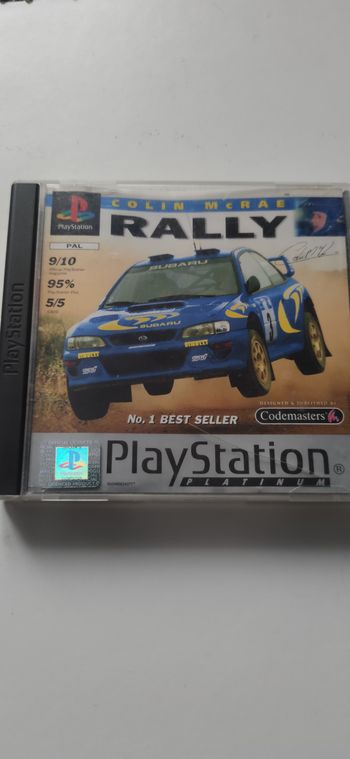 COLIN McRAE
RALLY
PlayStation
PAL
9/10
95%
5/5
SUBARU
SUBARU
PIRELLI
PIRELLI
DESIGNED & PUBLISHED BY
Codemasters
No. 1 BEST SELLER
PlayStation®
PLATINUM
PlayStation